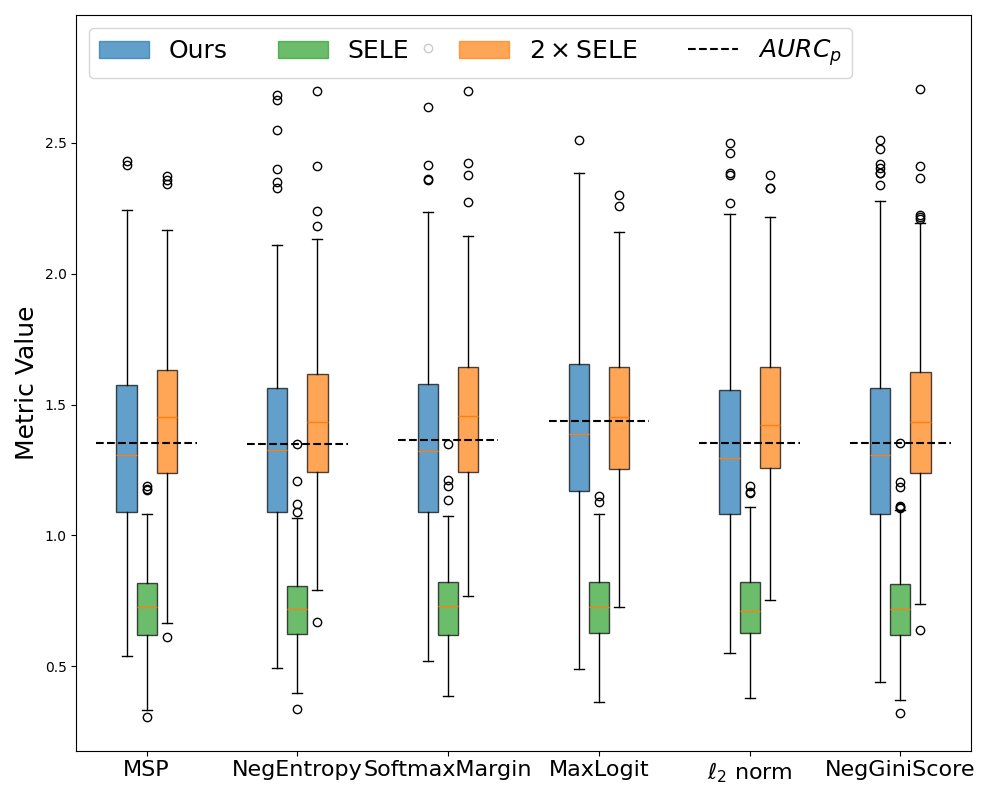 Ours SELE 2 × SELE AURC_p
Metric Value
2.5
2.0
1.5
1.0
0.5
MSP NegEntropy SoftmaxMargin MaxLogit ℓ₂ norm NegGiniScore